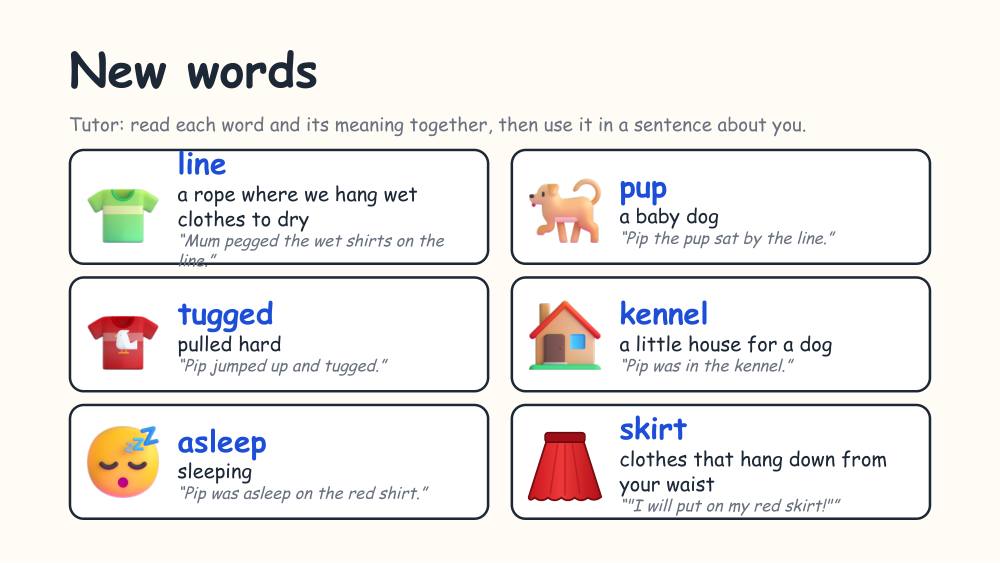 New words
Tutor: read each word and its meaning together, then use it in a sentence about you.
line
a rope where we hang wet
clothes to dry
"Mum pegged the wet shirts on the
line."
pup
a baby dog
"Pip the pup sat by the line."
tugged
pulled hard
"Pip jumped up and tugged."
kennel
a little house for a dog
"Pip was in the kennel."
asleep
sleeping
"Pip was asleep on the red shirt."
skirt
clothes that hang down from
your waist
""I will put on my red skirt!""